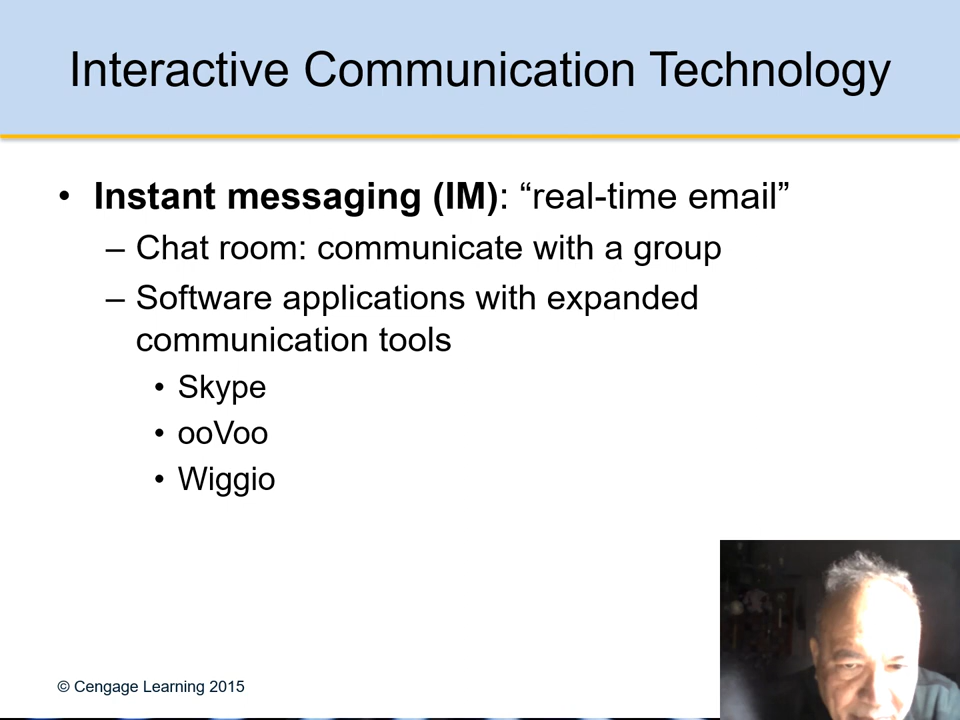 Interactive Communication Technology
• Instant messaging (IM): “real-time email”
– Chat room: communicate with a group
– Software applications with expanded
communication tools
• Skype
• ooVoo
• Wiggio
© Cengage Learning 2015